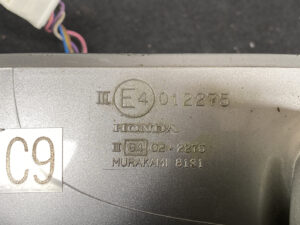 III E4 012275
HONDA
II E4 02 - 2275
MURAKAMI 8181
C9